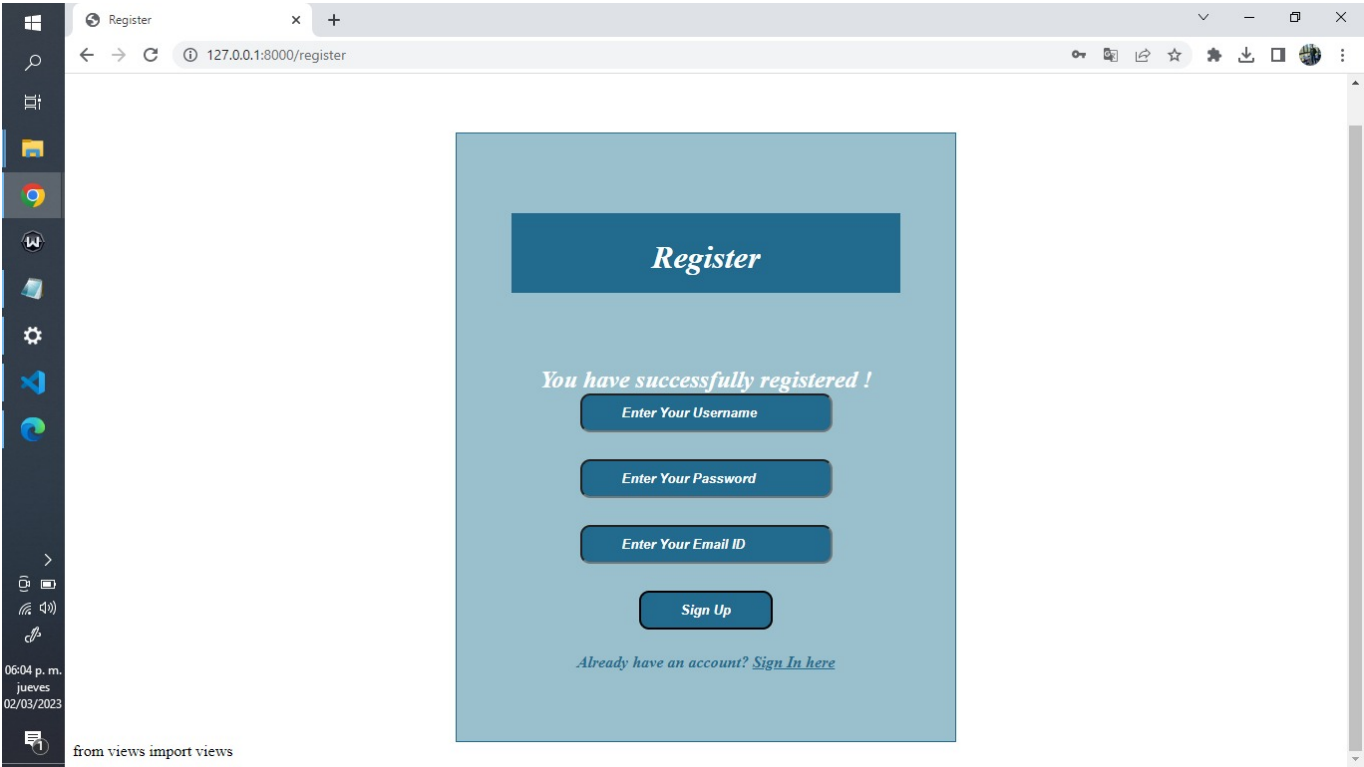 Register
127.0.0.1:8000/register
Register
You have successfully registered !
Enter Your Username
Enter Your Password
Enter Your Email ID
Sign Up
Already have an account? Sign In here
06:04 p. m.
jueves
02/03/2023
1
from views import views